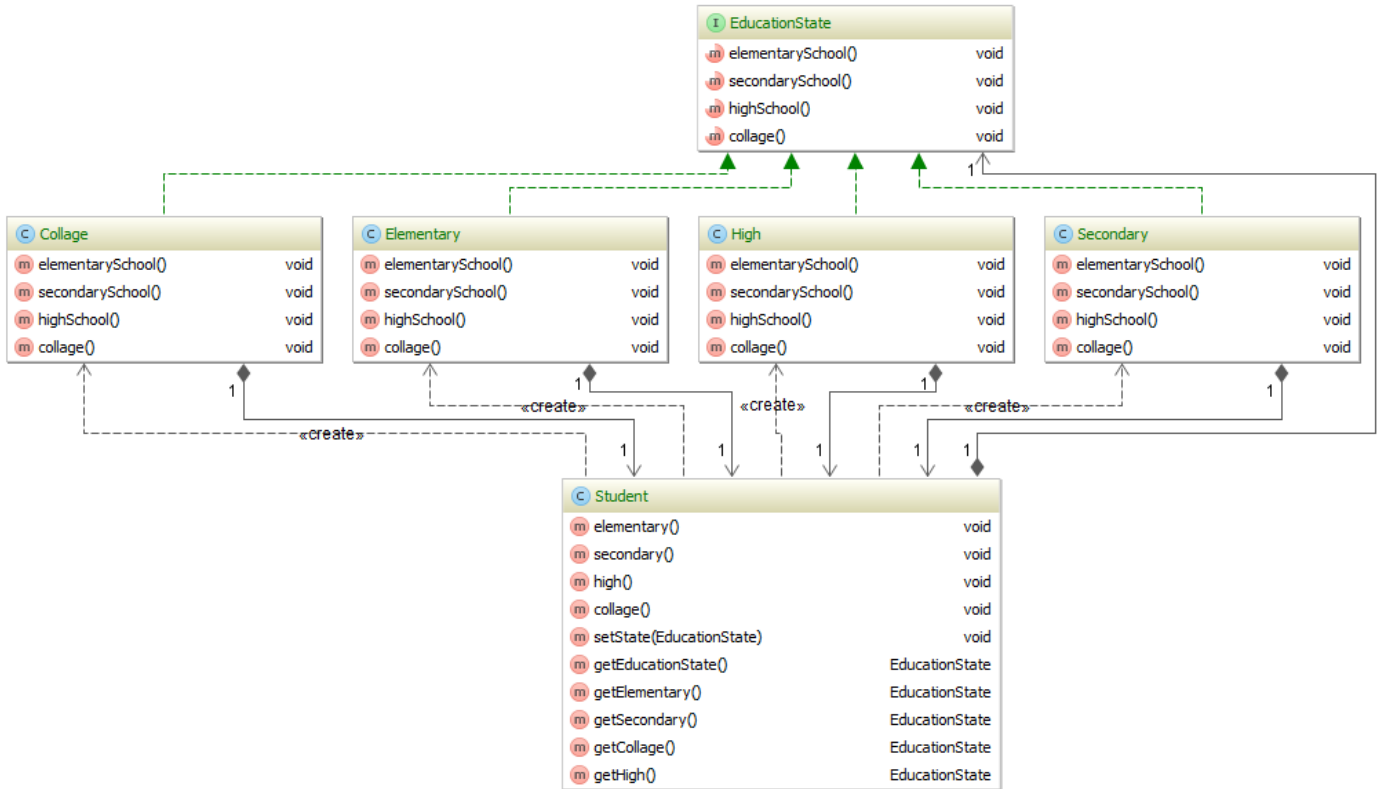 I EducationState
m elementarySchool() void
m secondarySchool() void
m highSchool() void
m collage() void
1
C Collage
m elementarySchool() void
m secondarySchool() void
m highSchool() void
m collage() void
C Elementary
m elementarySchool() void
m secondarySchool() void
m highSchool() void
m collage() void
C High
m elementarySchool() void
m secondarySchool() void
m highSchool() void
m collage() void
C Secondary
m elementarySchool() void
m secondarySchool() void
m highSchool() void
m collage() void
1 1 1 1
«create» «create» «create»
«create»
1 1 1 1 1
C Student
m elementary() void
m secondary() void
m high() void
m collage() void
m setState(EducationState) void
m getEducationState() EducationState
m getElementary() EducationState
m getSecondary() EducationState
m getCollage() EducationState
m getHigh() EducationState